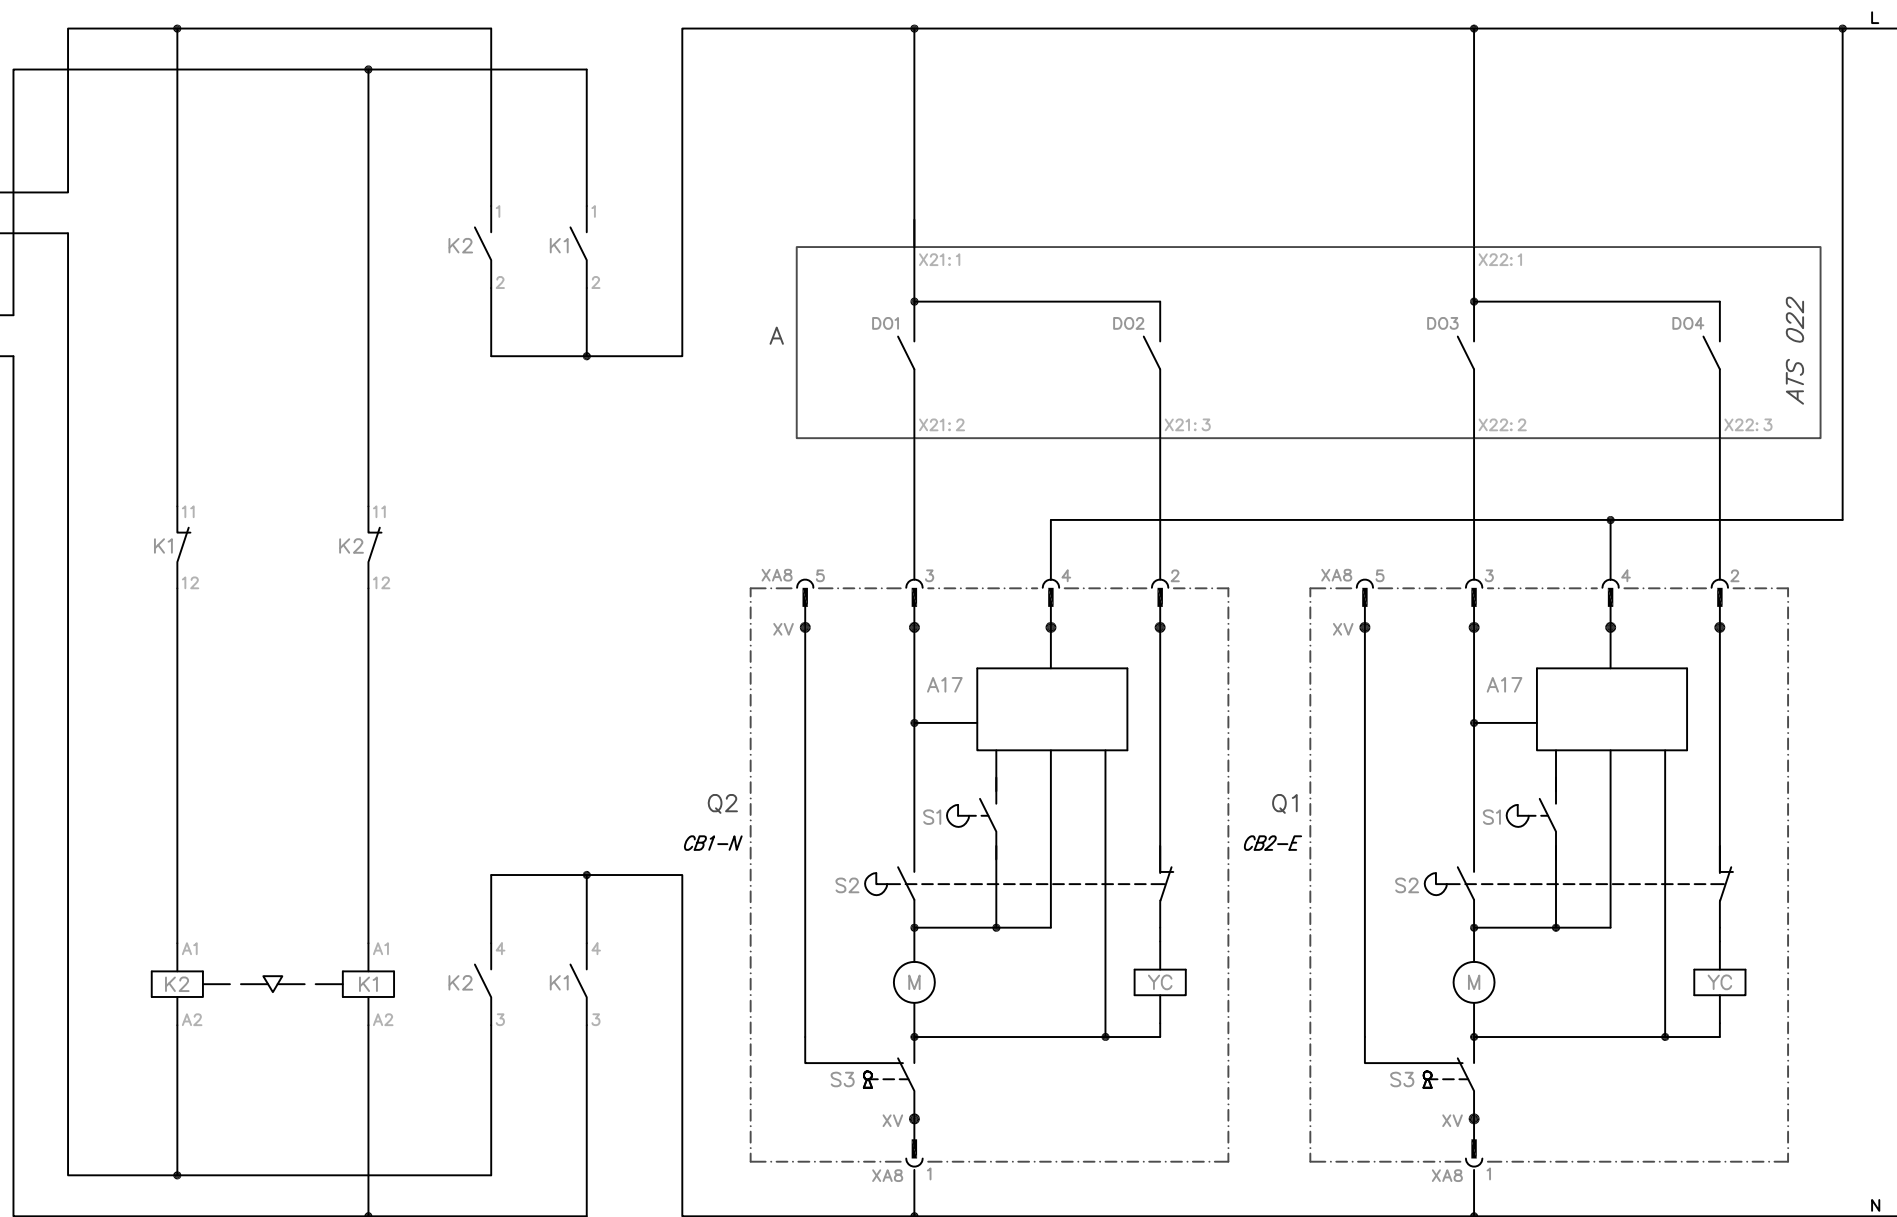 L
1 1
K2 K1
2 2
X21:1 X22:1
A DO1 DO2 DO3 DO4 ATS 022
X21:2 X21:3 X22:2 X22:3
11 11
K1 K2
12 12
XA8 5 3 4 2 XA8 5 3 4 2
XV XV
A17 A17
Q2 Q1
S1 S1
CB1-N CB2-E
S2 S2
A1 A1 4 4
K2 K1 K2 K1 M YC M YC
A2 A2 3 3
S3 S3
XV XV
XA8 1 XA8 1
N